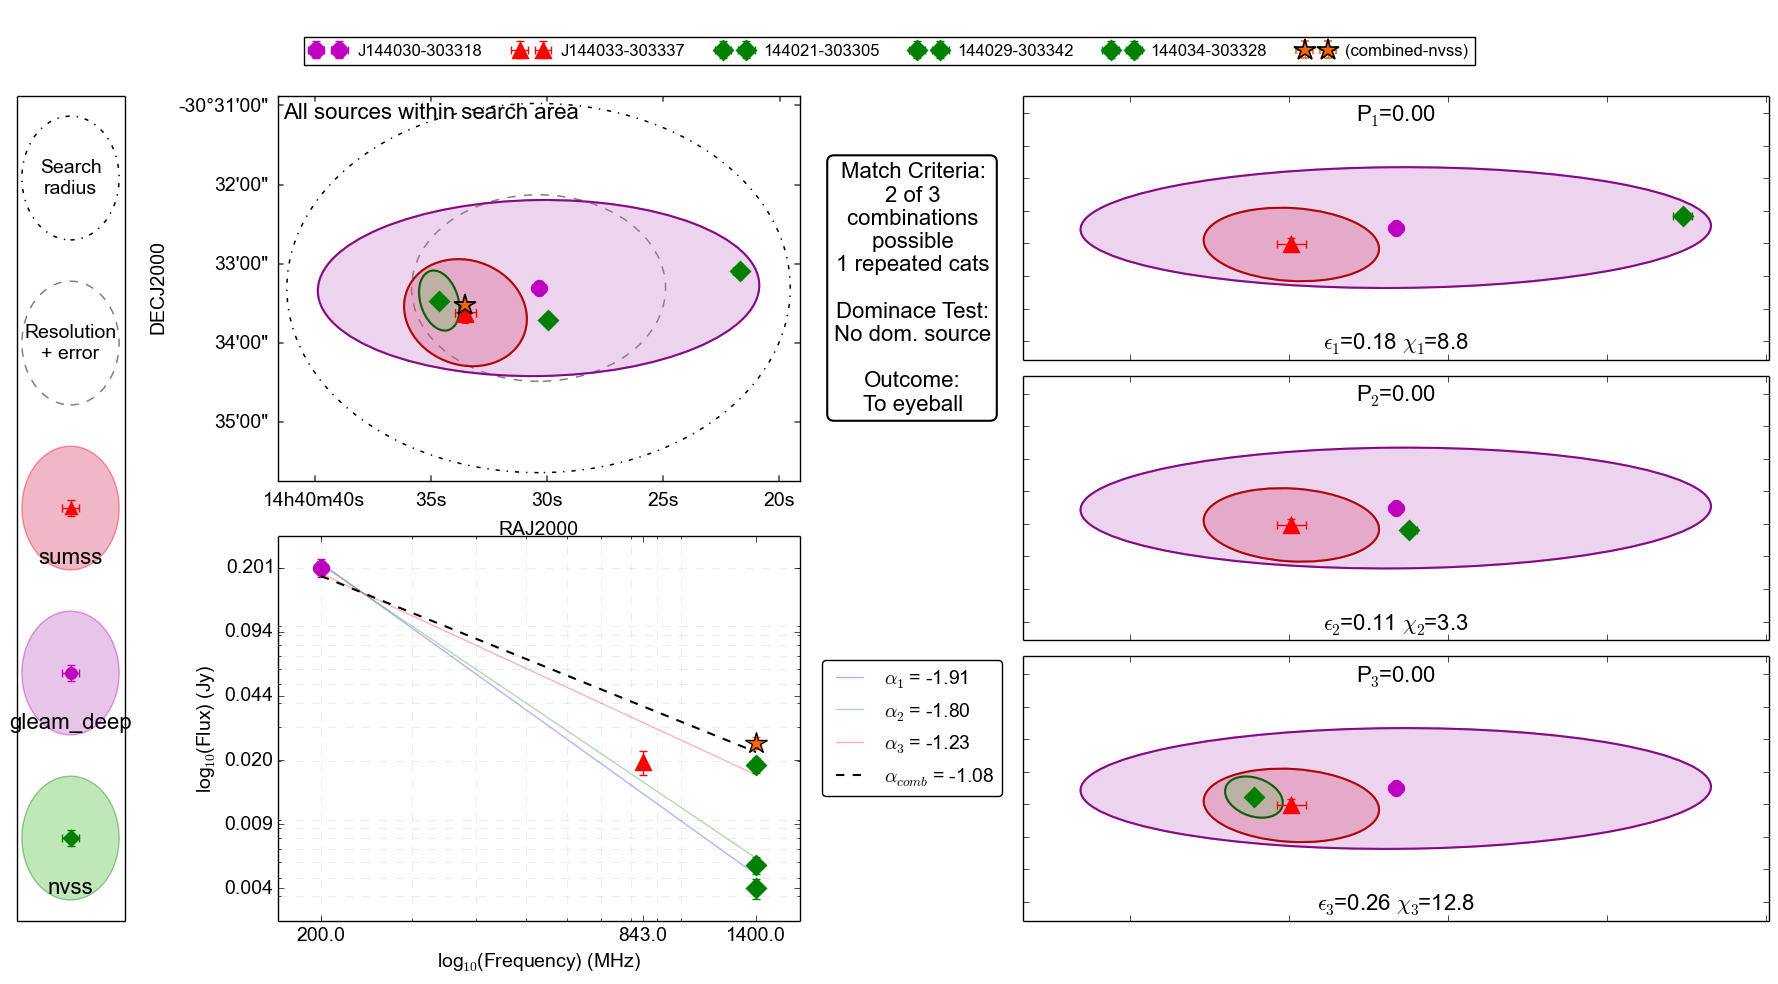 J144030-303318 J144033-303337 144021-303305 144029-303342 144034-303328 (combined-nvss)
Search
radius
Resolution
+ error
sumss
gleam_deep
nvss
All sources within search area
-30°31'00"
32'00"
33'00"
34'00"
35'00"
DECJ2000
14h40m40s 35s 30s 25s 20s
RAJ2000
Match Criteria:
2 of 3
combinations
possible
1 repeated cats
Dominace Test:
No dom. source
Outcome:
To eyeball
0.201
0.094
0.044
0.020
0.009
0.004
log₁₀(Flux) (Jy)
200.0 843.0 1400.0
log₁₀(Frequency) (MHz)
α₁ = -1.91
α₂ = -1.80
α₃ = -1.23
α_comb = -1.08
P₁=0.00
ϵ₁=0.18 χ₁=8.8
P₂=0.00
ϵ₂=0.11 χ₂=3.3
P₃=0.00
ϵ₃=0.26 χ₃=12.8